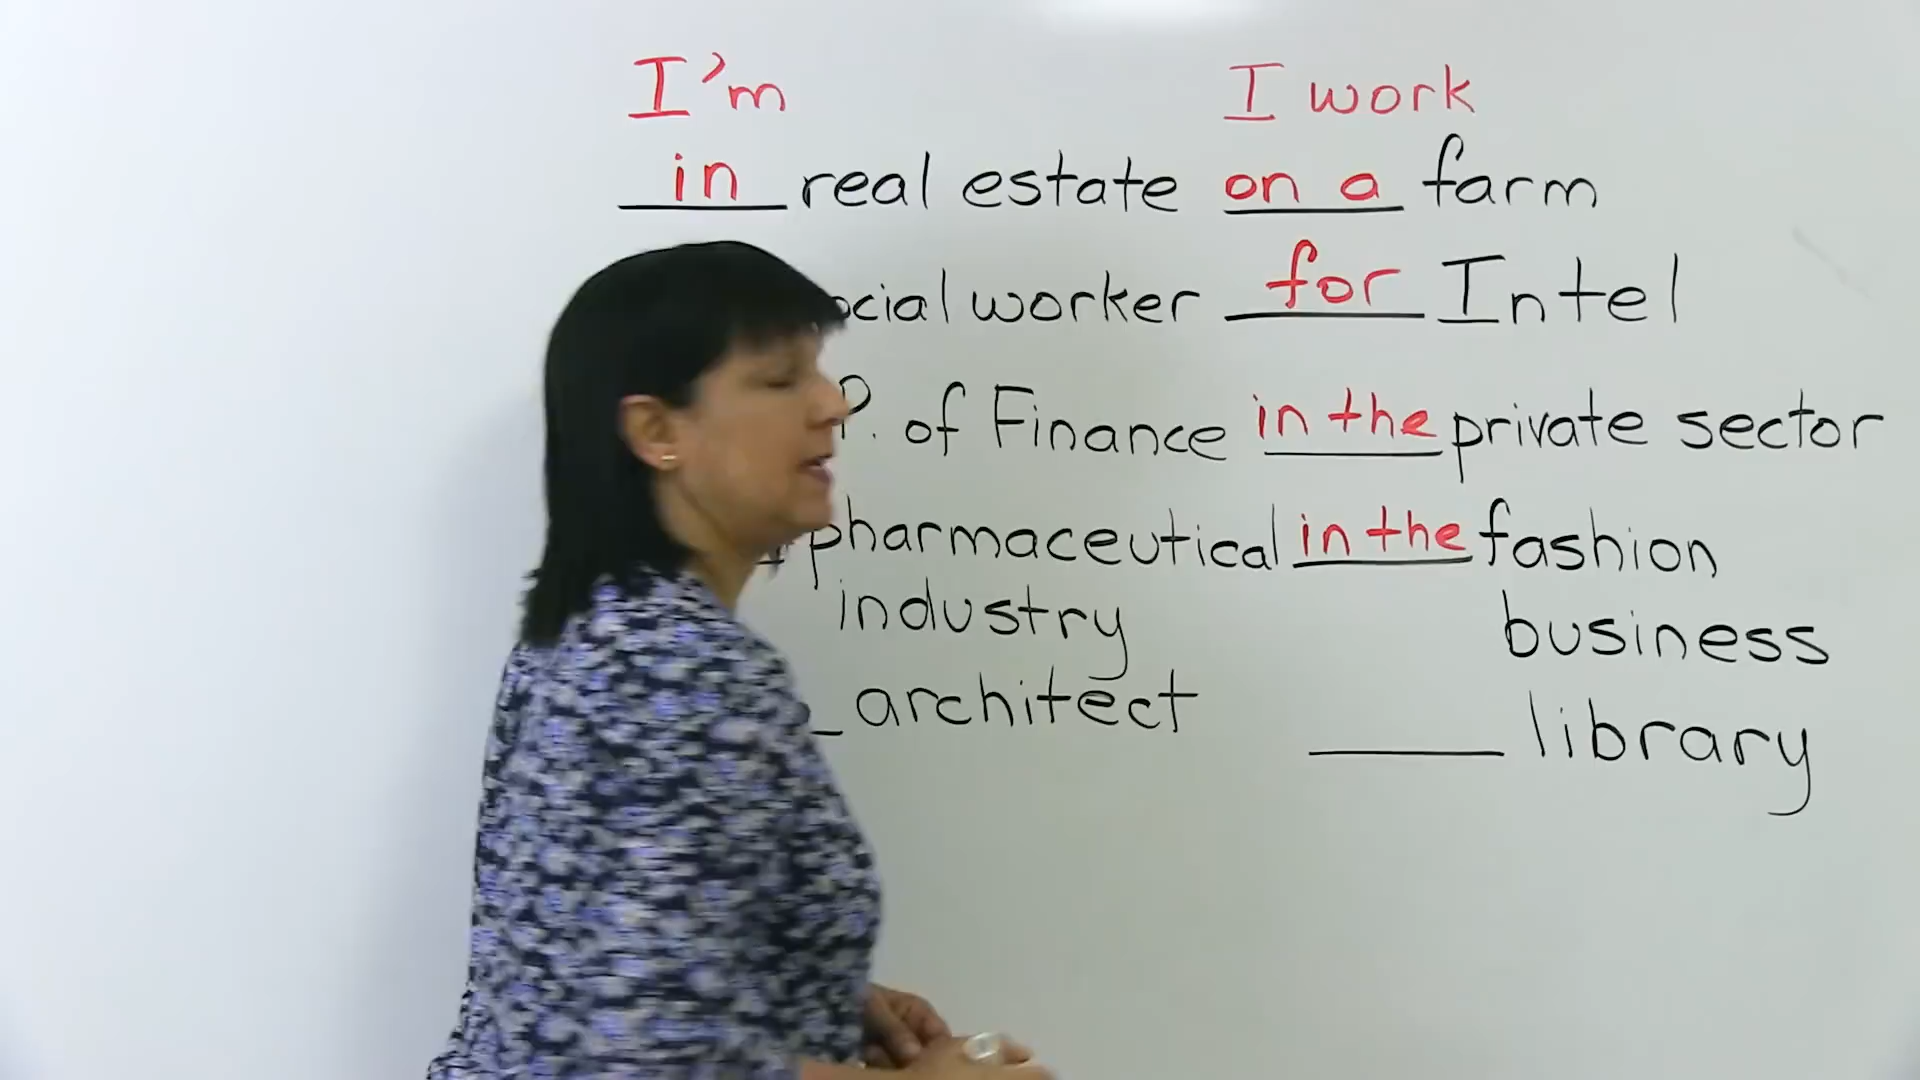 I'm
in real estate
worker
P. of Finance
pharmaceutical
industry
architect
I work
on a farm
for Intel
in the private sector
in the fashion
business
library